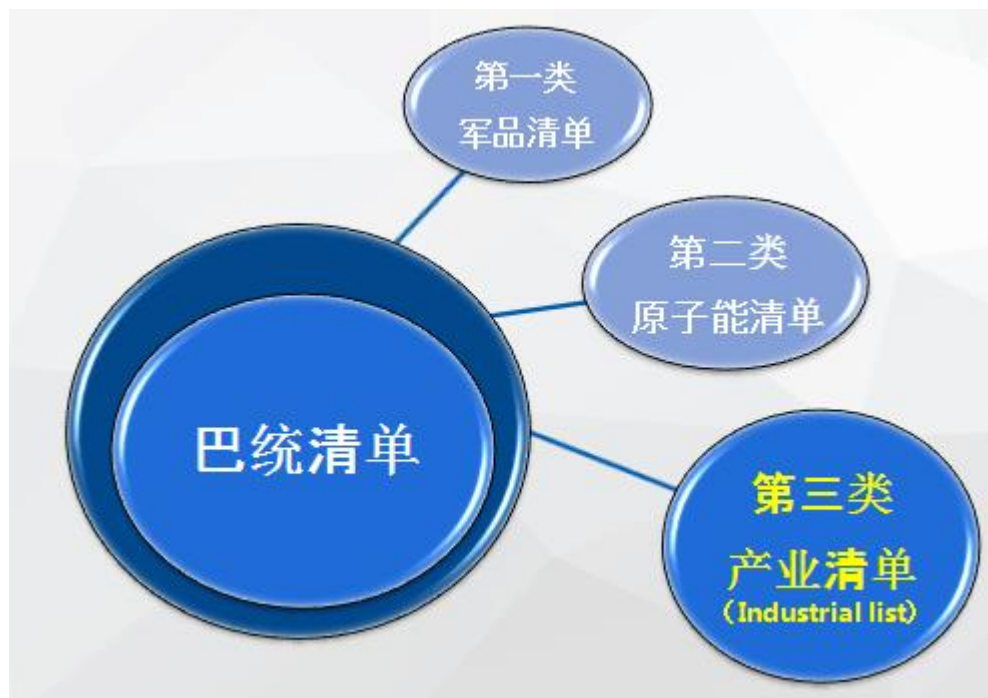 第一类
军品清单
第二类
原子能清单
巴统清单
第三类
产业清单
（Industrial list）